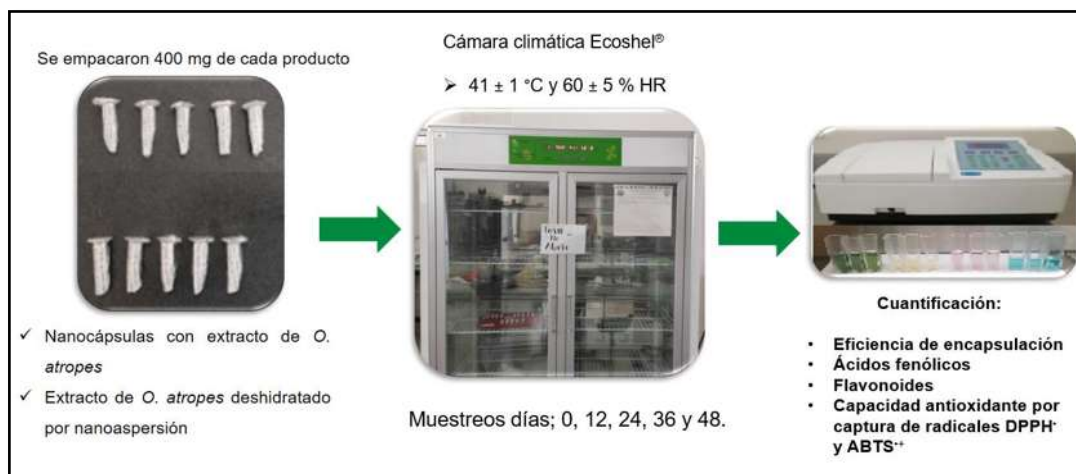 Se empacaron 400 mg de cada producto
✓ Nanocápsulas con extracto de O.
atropes
✓ Extracto de O. atropes deshidratado
por nanoaspersión
Cámara climática Ecoshel®
➢ 41 ± 1 °C y 60 ± 5 % HR
Muestreos días; 0, 12, 24, 36 y 48.
Cuantificación:
• Eficiencia de encapsulación
• Ácidos fenólicos
• Flavonoides
• Capacidad antioxidante por
captura de radicales DPPH•
y ABTS•+